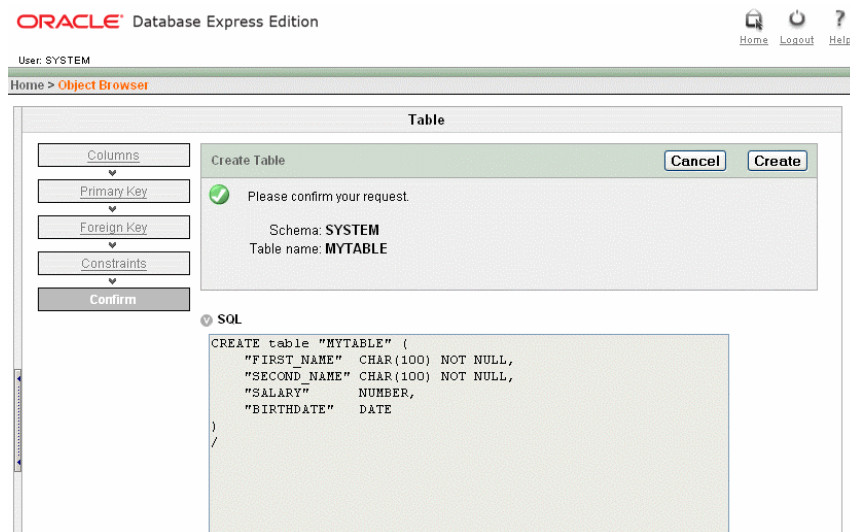 ORACLE® Database Express Edition
Home Logout Help
User: SYSTEM
Home > Object Browser
Table
Columns
Primary Key
Foreign Key
Constraints
Confirm
Create Table
Cancel Create
Please confirm your request.
Schema: SYSTEM
Table name: MYTABLE
SQL
CREATE table "MYTABLE" (
    "FIRST_NAME"  CHAR(100) NOT NULL,
    "SECOND_NAME" CHAR(100) NOT NULL,
    "SALARY"      NUMBER,
    "BIRTHDATE"   DATE
)
/